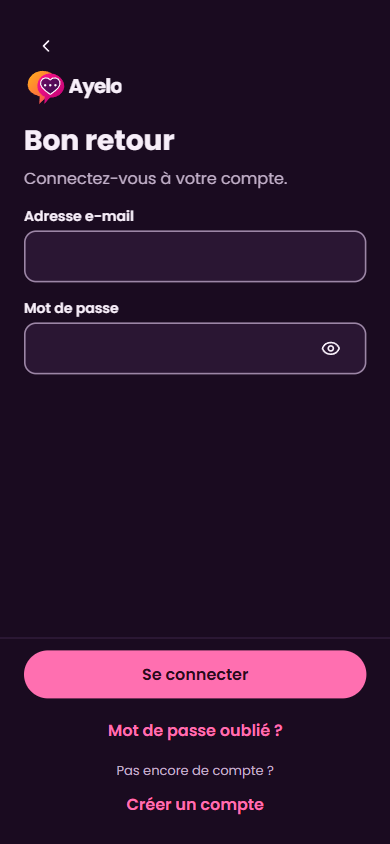 Ayelo
Bon retour
Connectez-vous à votre compte.
Adresse e-mail
Mot de passe
Se connecter
Mot de passe oublié ?
Pas encore de compte ?
Créer un compte